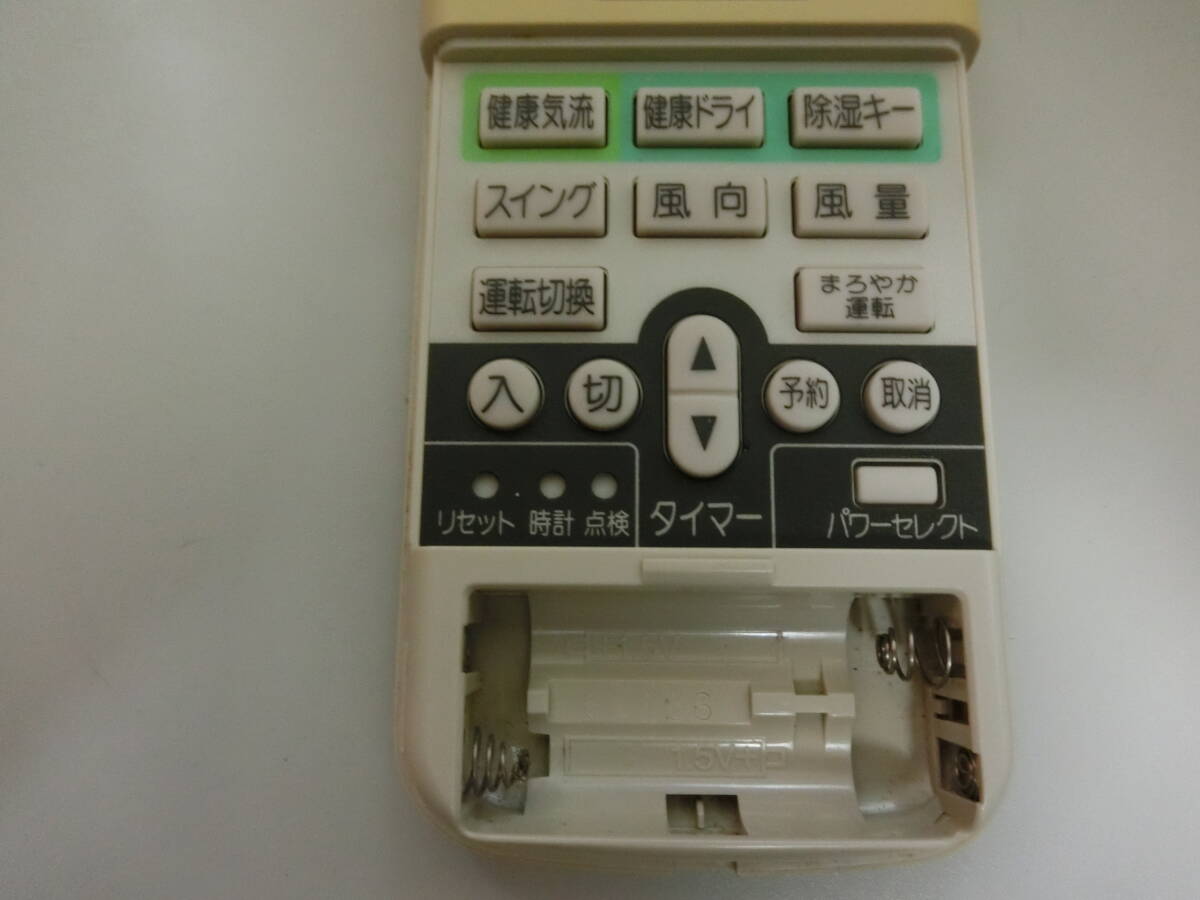 健康気流
健康ドライ
除湿キー
スイング
風向
風量
運転切換
まろやか
運転
▲
入
切
予約
取消
▼
リセット
時計
点検
タイマー
パワーセレクト
1.5V+